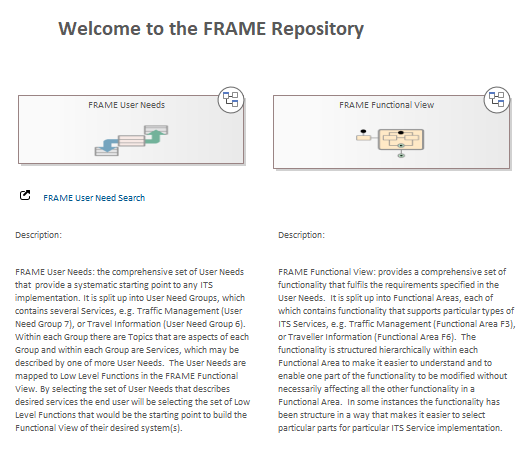 Welcome to the FRAME Repository
FRAME User Needs
FRAME Functional View
FRAME User Need Search
Description:
FRAME User Needs: the comprehensive set of User Needs
that provide a systematic starting point to any ITS
implementation. It is split up into User Need Groups, which
contains several Services, e.g. Traffic Management (User
Need Group 7), or Travel Information (User Need Group 6).
Within each Group there are Topics that are aspects of each
Group and within each Group are Services, which may be
described by one of more User Needs. The User Needs are
mapped to Low Level Functions in the FRAME Functional
View. By selecting the set of User Needs that describes
desired services the end user will be selecting the set of Low
Level Functions that would be the starting point to build the
Functional View of their desired system(s).
Description:
FRAME Functional View: provides a comprehensive set of
functionality that fulfils the requirements specified in the
User Needs. It is split up into Functional Areas, each of
which contains functionality that supports particular types of
ITS Services, e.g. Traffic Management (Functional Area F3),
or Traveller Information (Functional Area F6). The
functionality is structured hierarchically within each
Functional Area to make it easier to understand and to
enable one part of the functionality to be modified without
necessarily affecting all the other functionality in a
Functional Area. In some instances the functionality has
been structure in a way that makes it easier to select
particular parts for particular ITS Service implementation.